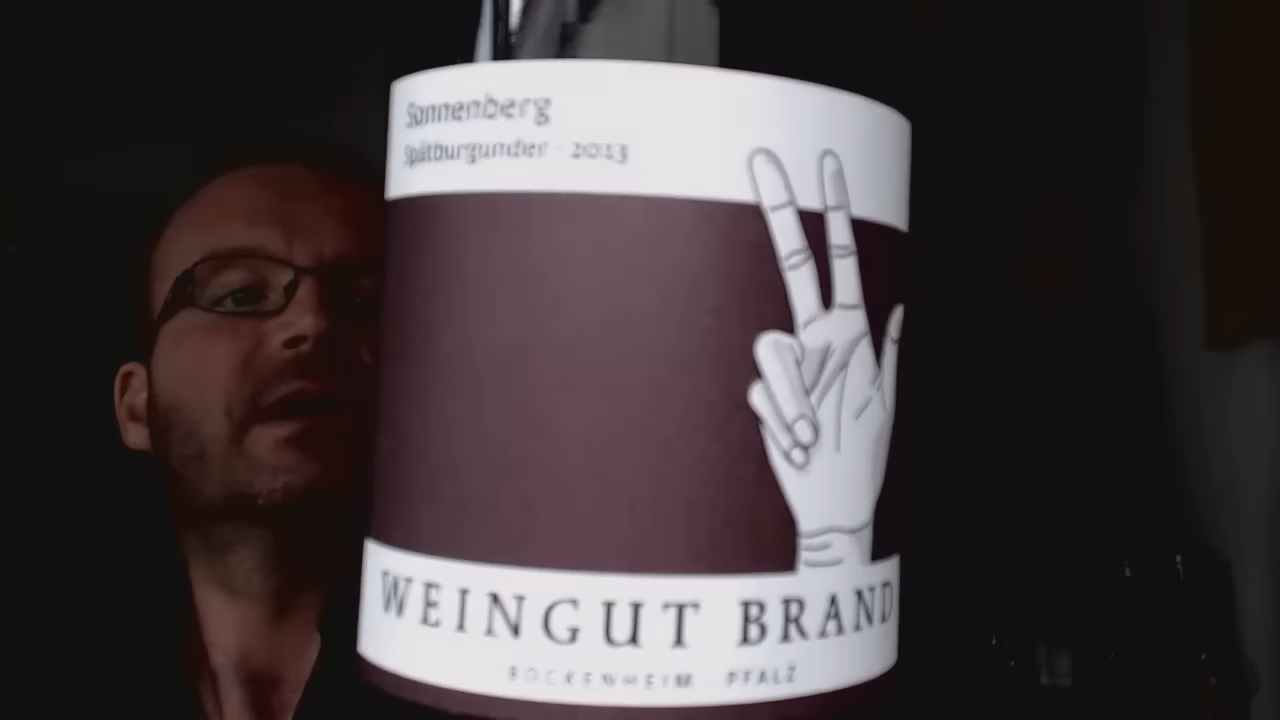 Sonnenberg
Spätburgunder · 2013
WEINGUT BRAND
BOCKENHEIM · PFALZ